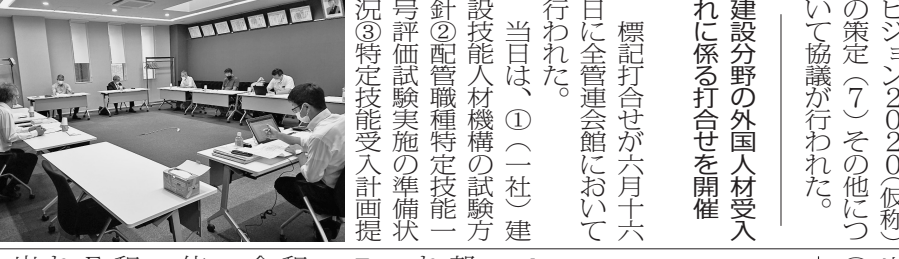 ビジョン2020(仮称)
の策定(7)その他につ
いて協議が行われた。
建設分野の外国人材受入
れに係る打合せを開催
標記打合せが六月十六
日に全管連会館において
行われた。
当日は、①(一社)建
設技能人材機構の試験方
針②配管職種特定技能一
号評価試験実施の準備状
況③特定技能受入計画提